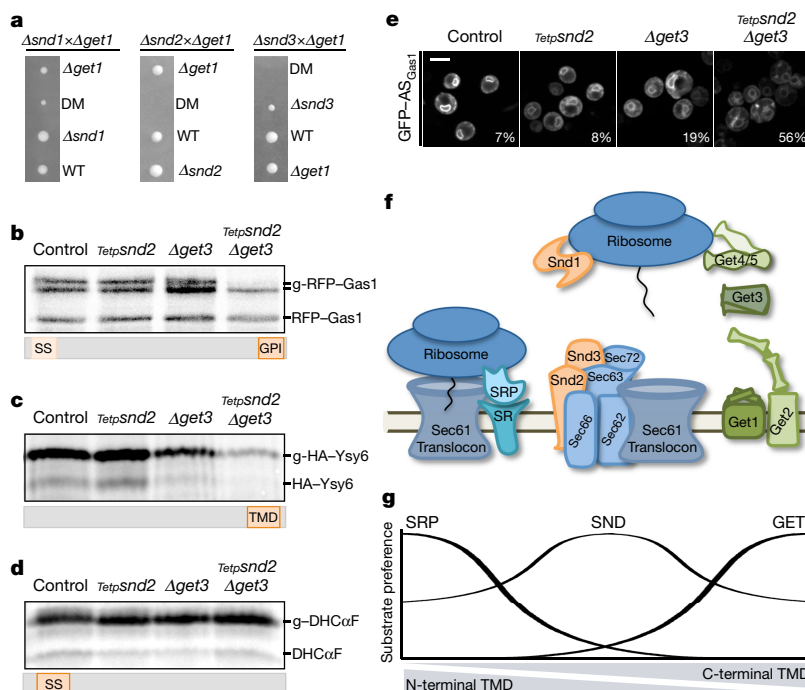 a
Δsnd1×Δget1
Δget1
DM
Δsnd1
WT
Δsnd2×Δget1
Δget1
DM
WT
Δsnd2
Δsnd3×Δget1
DM
Δsnd3
WT
Δget1
b
Control
Tetpsnd2
Δget3
Tetpsnd2
Δget3
g-RFP–Gas1
RFP–Gas1
SS
GPI
c
Control
Tetpsnd2
Δget3
Tetpsnd2
Δget3
g-HA–Ysy6
HA–Ysy6
TMD
d
Control
Tetpsnd2
Δget3
Tetpsnd2
Δget3
g–DHCαF
DHCαF
SS
e
Control
Tetpsnd2
Δget3
Tetpsnd2
Δget3
GFP–ASGas1
7%
8%
19%
56%
f
Ribosome
Snd1
Get4/5
Get3
Ribosome
SRP
SR
Sec61
Translocon
Snd3
Sec72
Snd2
Sec63
Sec66
Sec62
Sec61
Translocon
Get1
Get2
g
SRP
SND
GET
Substrate preference
C-terminal TMD
N-terminal TMD